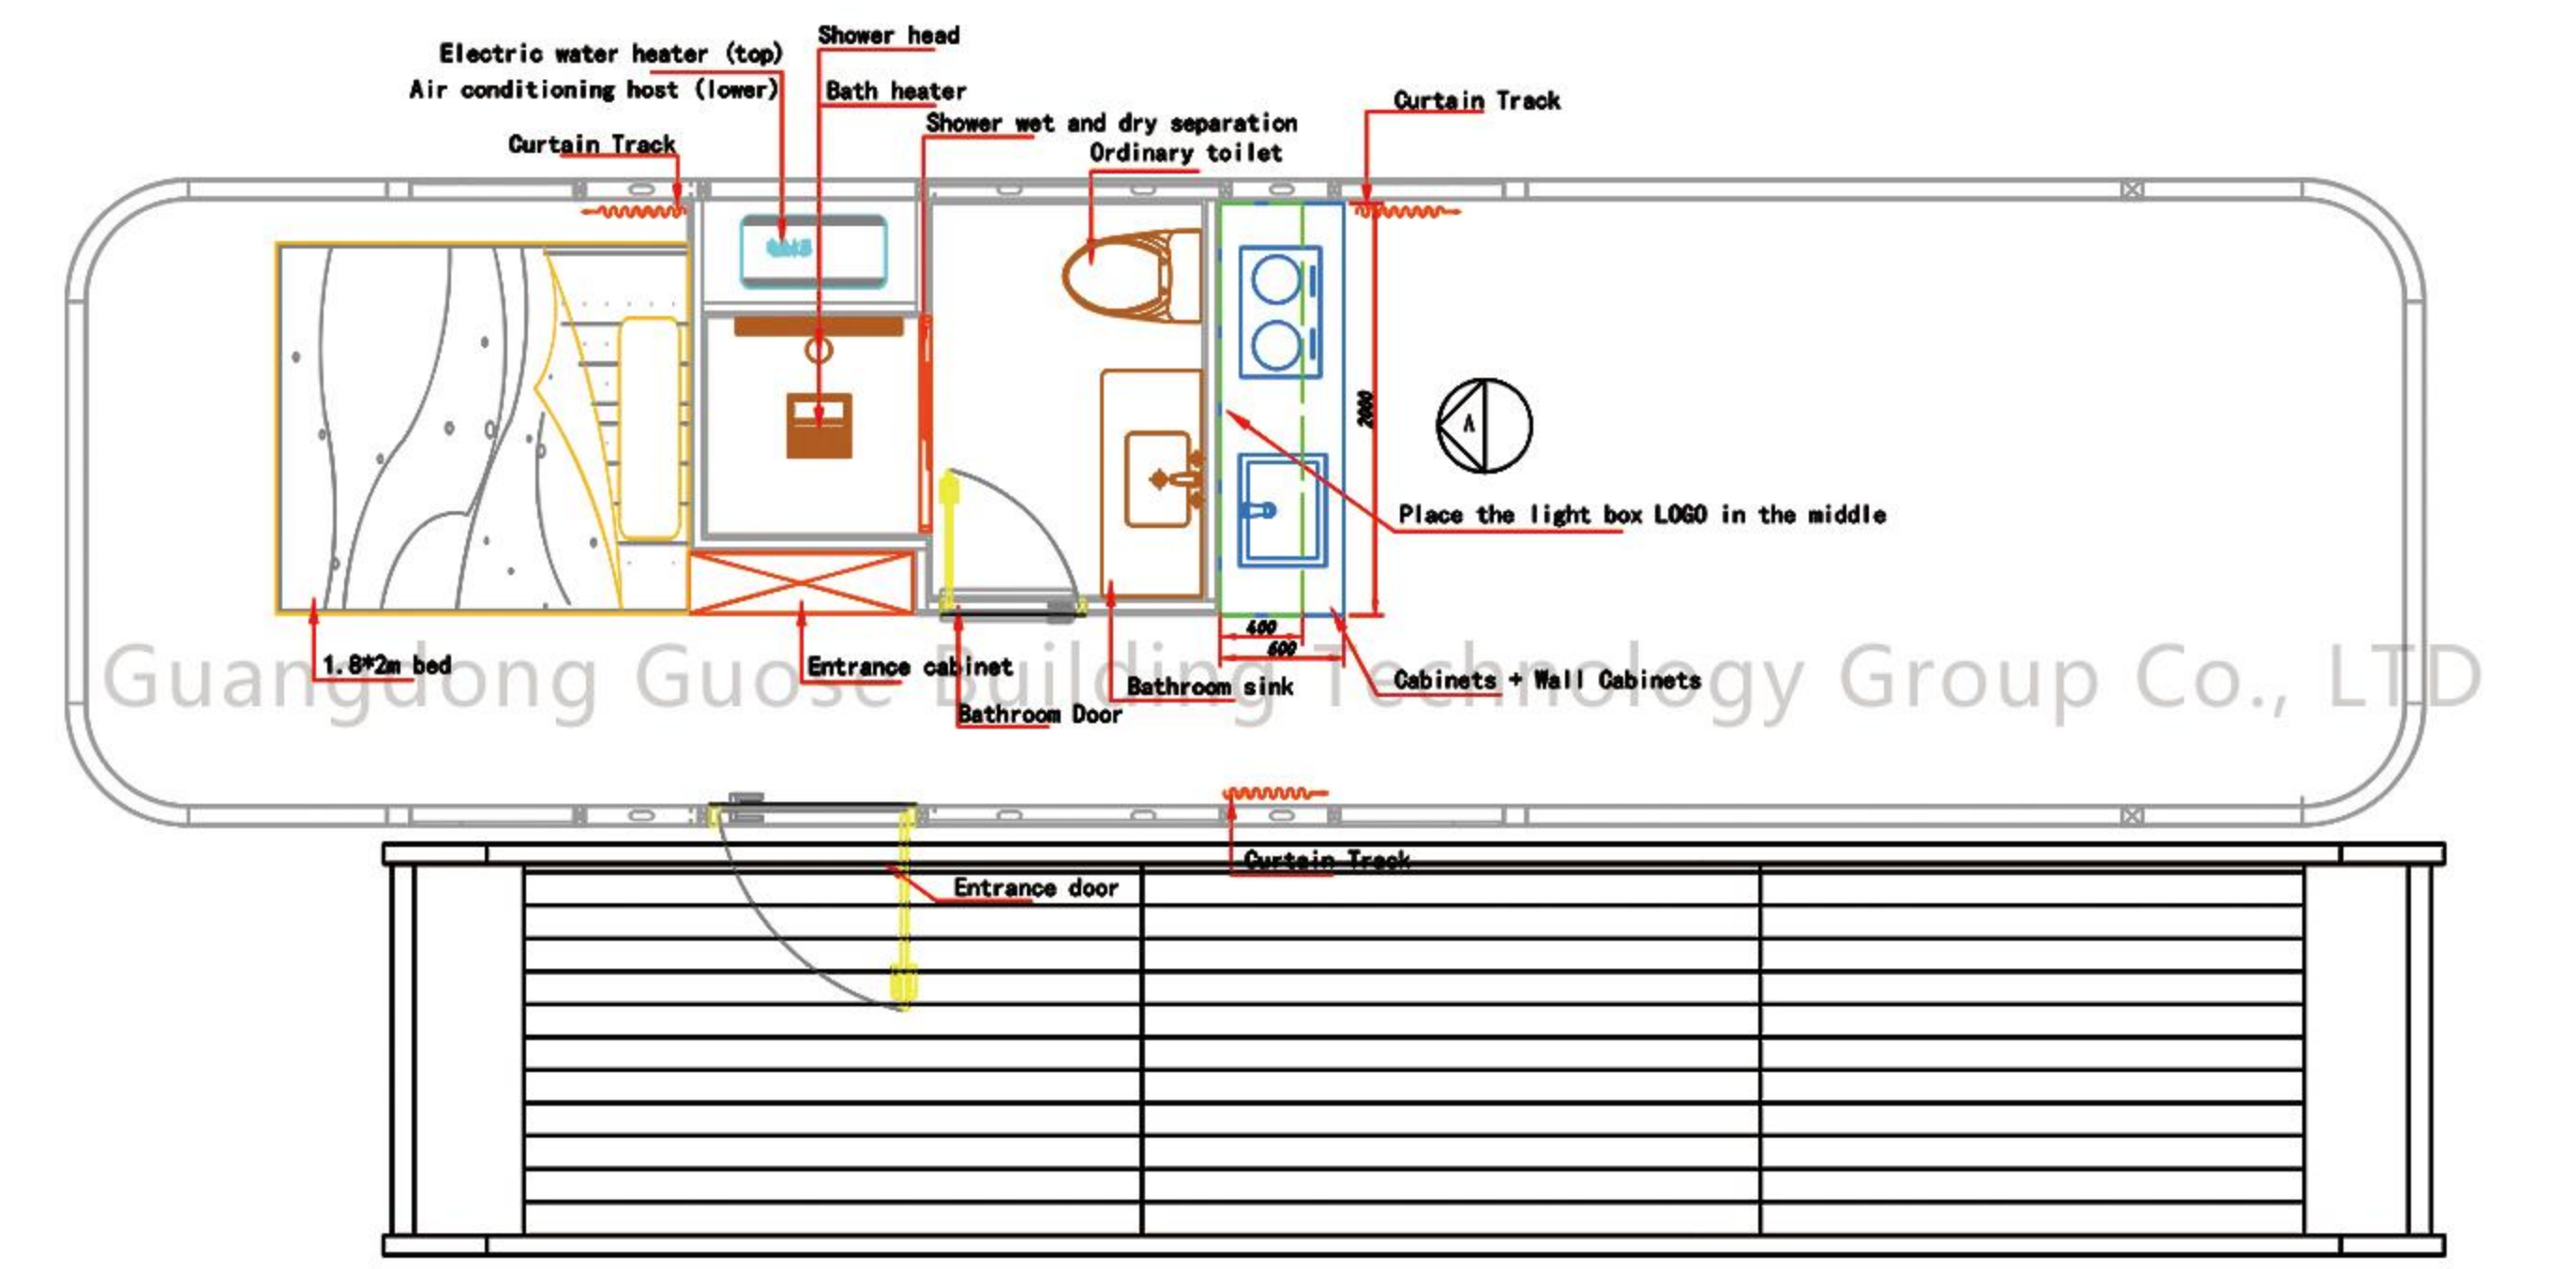 Shower head
Electric water heater (top)
Air conditioning host (lower)
Bath heater
Curtain Track
Shower wet and dry separation
Curtain Track
Ordinary toilet
2000
A
Place the light box LOGO in the middle
400
600
1.8*2m bed
Entrance cabinet
Bathroom sink
Cabinets + Wall Cabinets
Bathroom Door
Guangdong Guose Building Technology Group Co., LTD
Curtain Track
Entrance door